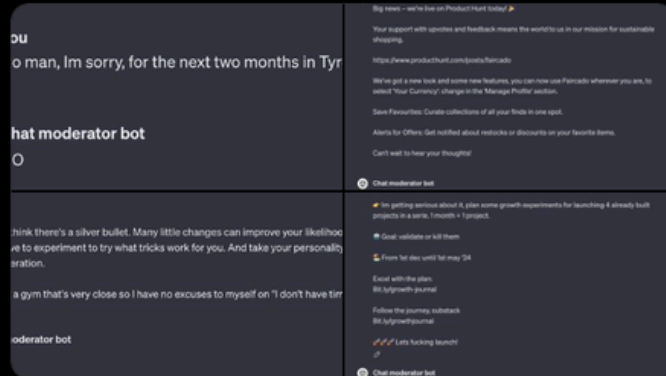 ou
o man, Im sorry, for the next two months in Tyr
hat moderator bot
O
Big news – we're live on Product Hunt today! 🎉
Your support with upvotes and feedback means the world to us in our mission for sustainable
shopping.
https://www.producthunt.com/posts/faircado
We've got a new look and some new features, you can now use Faircado wherever you are, to
select 'Your Currency': change in the 'Manage Profile' section.
Save Favourites: Curate collections of all your finds in one spot.
Alerts for Offers: Get notified about restocks or discounts on your favorite items.
Can't wait to hear your thoughts!
Chat moderator bot
think there's a silver bullet. Many little changes can improve your likelihoo
ve to experiment to try what tricks work for you. And take your personality
eration.
a gym that's very close so I have no excuses to myself on "I don't have tim
oderator bot
👉 Im getting serious about it, plan some growth experiments for launching 4 already built
projects in a serie, 1 month = 1 project.
Goal: validate or kill them
From 1st dec until 1st may '24
Excel with the plan:
Bit.ly/growth-journal
Follow the journey, substack
Bit.ly/growthjournal
🚀🚀🚀 Lets fucking launch!
Chat moderator bot